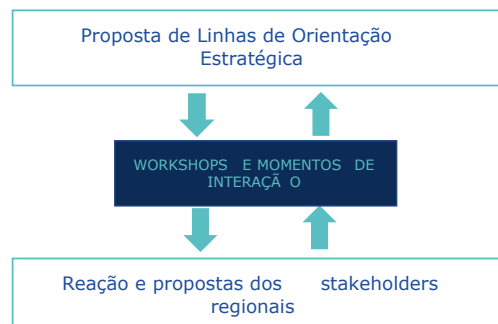 Proposta de Linhas de Orientação
Estratégica
WORKSHOPS E MOMENTOS DE
INTERAÇÃ O
Reação e propostas dos stakeholders
regionais